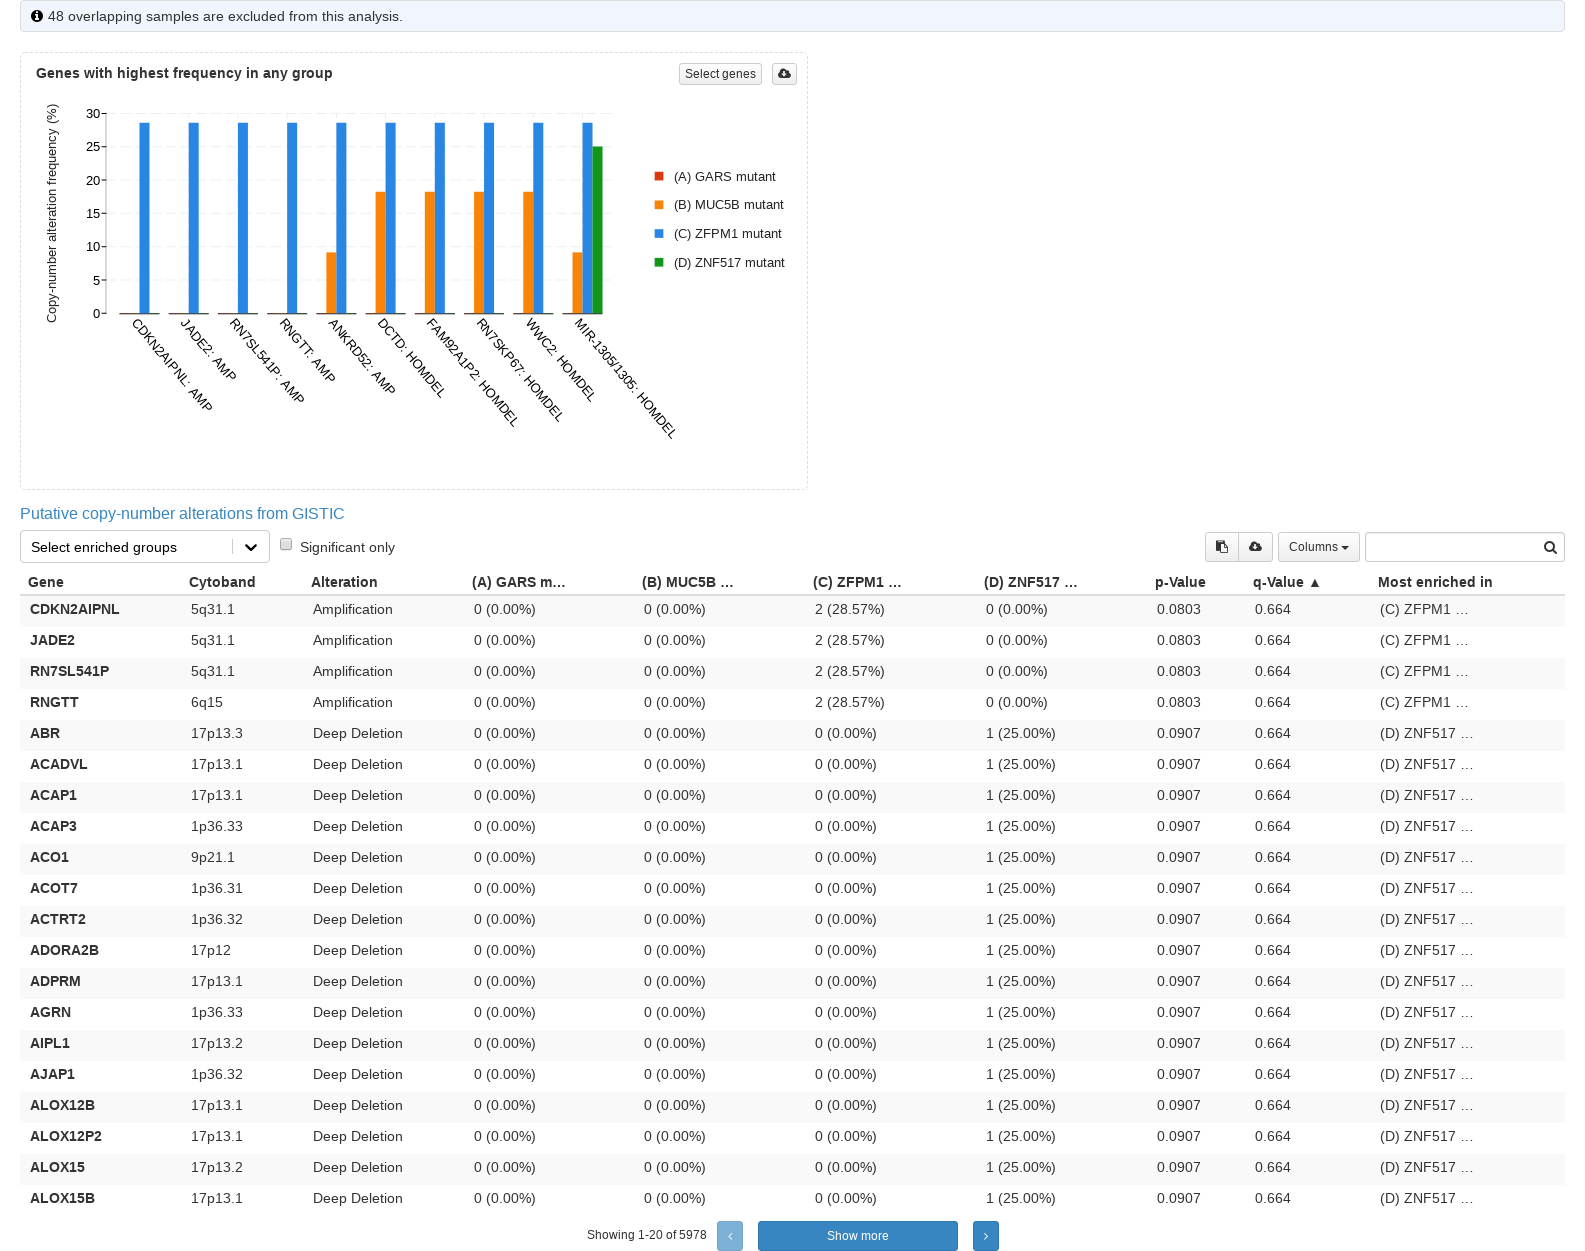 48 overlapping samples are excluded from this analysis.
Genes with highest frequency in any group
Select genes
Copy-number alteration frequency (%)
30
25
20
15
10
5
0
CDKN2AIPNL: AMP
JADE2: AMP
RN7SL541P: AMP
RNGTT: AMP
ANKRD52: AMP
DCTD: HOMDEL
FAM92A1P2: HOMDEL
RN7SKP67: HOMDEL
WWC2: HOMDEL
MIR-1305/1305: HOMDEL
(A) GARS mutant
(B) MUC5B mutant
(C) ZFPM1 mutant
(D) ZNF517 mutant
Putative copy-number alterations from GISTIC
Select enriched groups Significant only Columns
Gene Cytoband Alteration (A) GARS m... (B) MUC5B ... (C) ZFPM1 ... (D) ZNF517 ... p-Value q-Value ▲ Most enriched in
CDKN2AIPNL 5q31.1 Amplification 0 (0.00%) 0 (0.00%) 2 (28.57%) 0 (0.00%) 0.0803 0.664 (C) ZFPM1 ...
JADE2 5q31.1 Amplification 0 (0.00%) 0 (0.00%) 2 (28.57%) 0 (0.00%) 0.0803 0.664 (C) ZFPM1 ...
RN7SL541P 5q31.1 Amplification 0 (0.00%) 0 (0.00%) 2 (28.57%) 0 (0.00%) 0.0803 0.664 (C) ZFPM1 ...
RNGTT 6q15 Amplification 0 (0.00%) 0 (0.00%) 2 (28.57%) 0 (0.00%) 0.0803 0.664 (C) ZFPM1 ...
ABR 17p13.3 Deep Deletion 0 (0.00%) 0 (0.00%) 0 (0.00%) 1 (25.00%) 0.0907 0.664 (D) ZNF517 ...
ACADVL 17p13.1 Deep Deletion 0 (0.00%) 0 (0.00%) 0 (0.00%) 1 (25.00%) 0.0907 0.664 (D) ZNF517 ...
ACAP1 17p13.1 Deep Deletion 0 (0.00%) 0 (0.00%) 0 (0.00%) 1 (25.00%) 0.0907 0.664 (D) ZNF517 ...
ACAP3 1p36.33 Deep Deletion 0 (0.00%) 0 (0.00%) 0 (0.00%) 1 (25.00%) 0.0907 0.664 (D) ZNF517 ...
ACO1 9p21.1 Deep Deletion 0 (0.00%) 0 (0.00%) 0 (0.00%) 1 (25.00%) 0.0907 0.664 (D) ZNF517 ...
ACOT7 1p36.31 Deep Deletion 0 (0.00%) 0 (0.00%) 0 (0.00%) 1 (25.00%) 0.0907 0.664 (D) ZNF517 ...
ACTRT2 1p36.32 Deep Deletion 0 (0.00%) 0 (0.00%) 0 (0.00%) 1 (25.00%) 0.0907 0.664 (D) ZNF517 ...
ADORA2B 17p12 Deep Deletion 0 (0.00%) 0 (0.00%) 0 (0.00%) 1 (25.00%) 0.0907 0.664 (D) ZNF517 ...
ADPRM 17p13.1 Deep Deletion 0 (0.00%) 0 (0.00%) 0 (0.00%) 1 (25.00%) 0.0907 0.664 (D) ZNF517 ...
AGRN 1p36.33 Deep Deletion 0 (0.00%) 0 (0.00%) 0 (0.00%) 1 (25.00%) 0.0907 0.664 (D) ZNF517 ...
AIPL1 17p13.2 Deep Deletion 0 (0.00%) 0 (0.00%) 0 (0.00%) 1 (25.00%) 0.0907 0.664 (D) ZNF517 ...
AJAP1 1p36.32 Deep Deletion 0 (0.00%) 0 (0.00%) 0 (0.00%) 1 (25.00%) 0.0907 0.664 (D) ZNF517 ...
ALOX12B 17p13.1 Deep Deletion 0 (0.00%) 0 (0.00%) 0 (0.00%) 1 (25.00%) 0.0907 0.664 (D) ZNF517 ...
ALOX12P2 17p13.1 Deep Deletion 0 (0.00%) 0 (0.00%) 0 (0.00%) 1 (25.00%) 0.0907 0.664 (D) ZNF517 ...
ALOX15 17p13.2 Deep Deletion 0 (0.00%) 0 (0.00%) 0 (0.00%) 1 (25.00%) 0.0907 0.664 (D) ZNF517 ...
ALOX15B 17p13.1 Deep Deletion 0 (0.00%) 0 (0.00%) 0 (0.00%) 1 (25.00%) 0.0907 0.664 (D) ZNF517 ...
Showing 1-20 of 5978 ‹ Show more ›